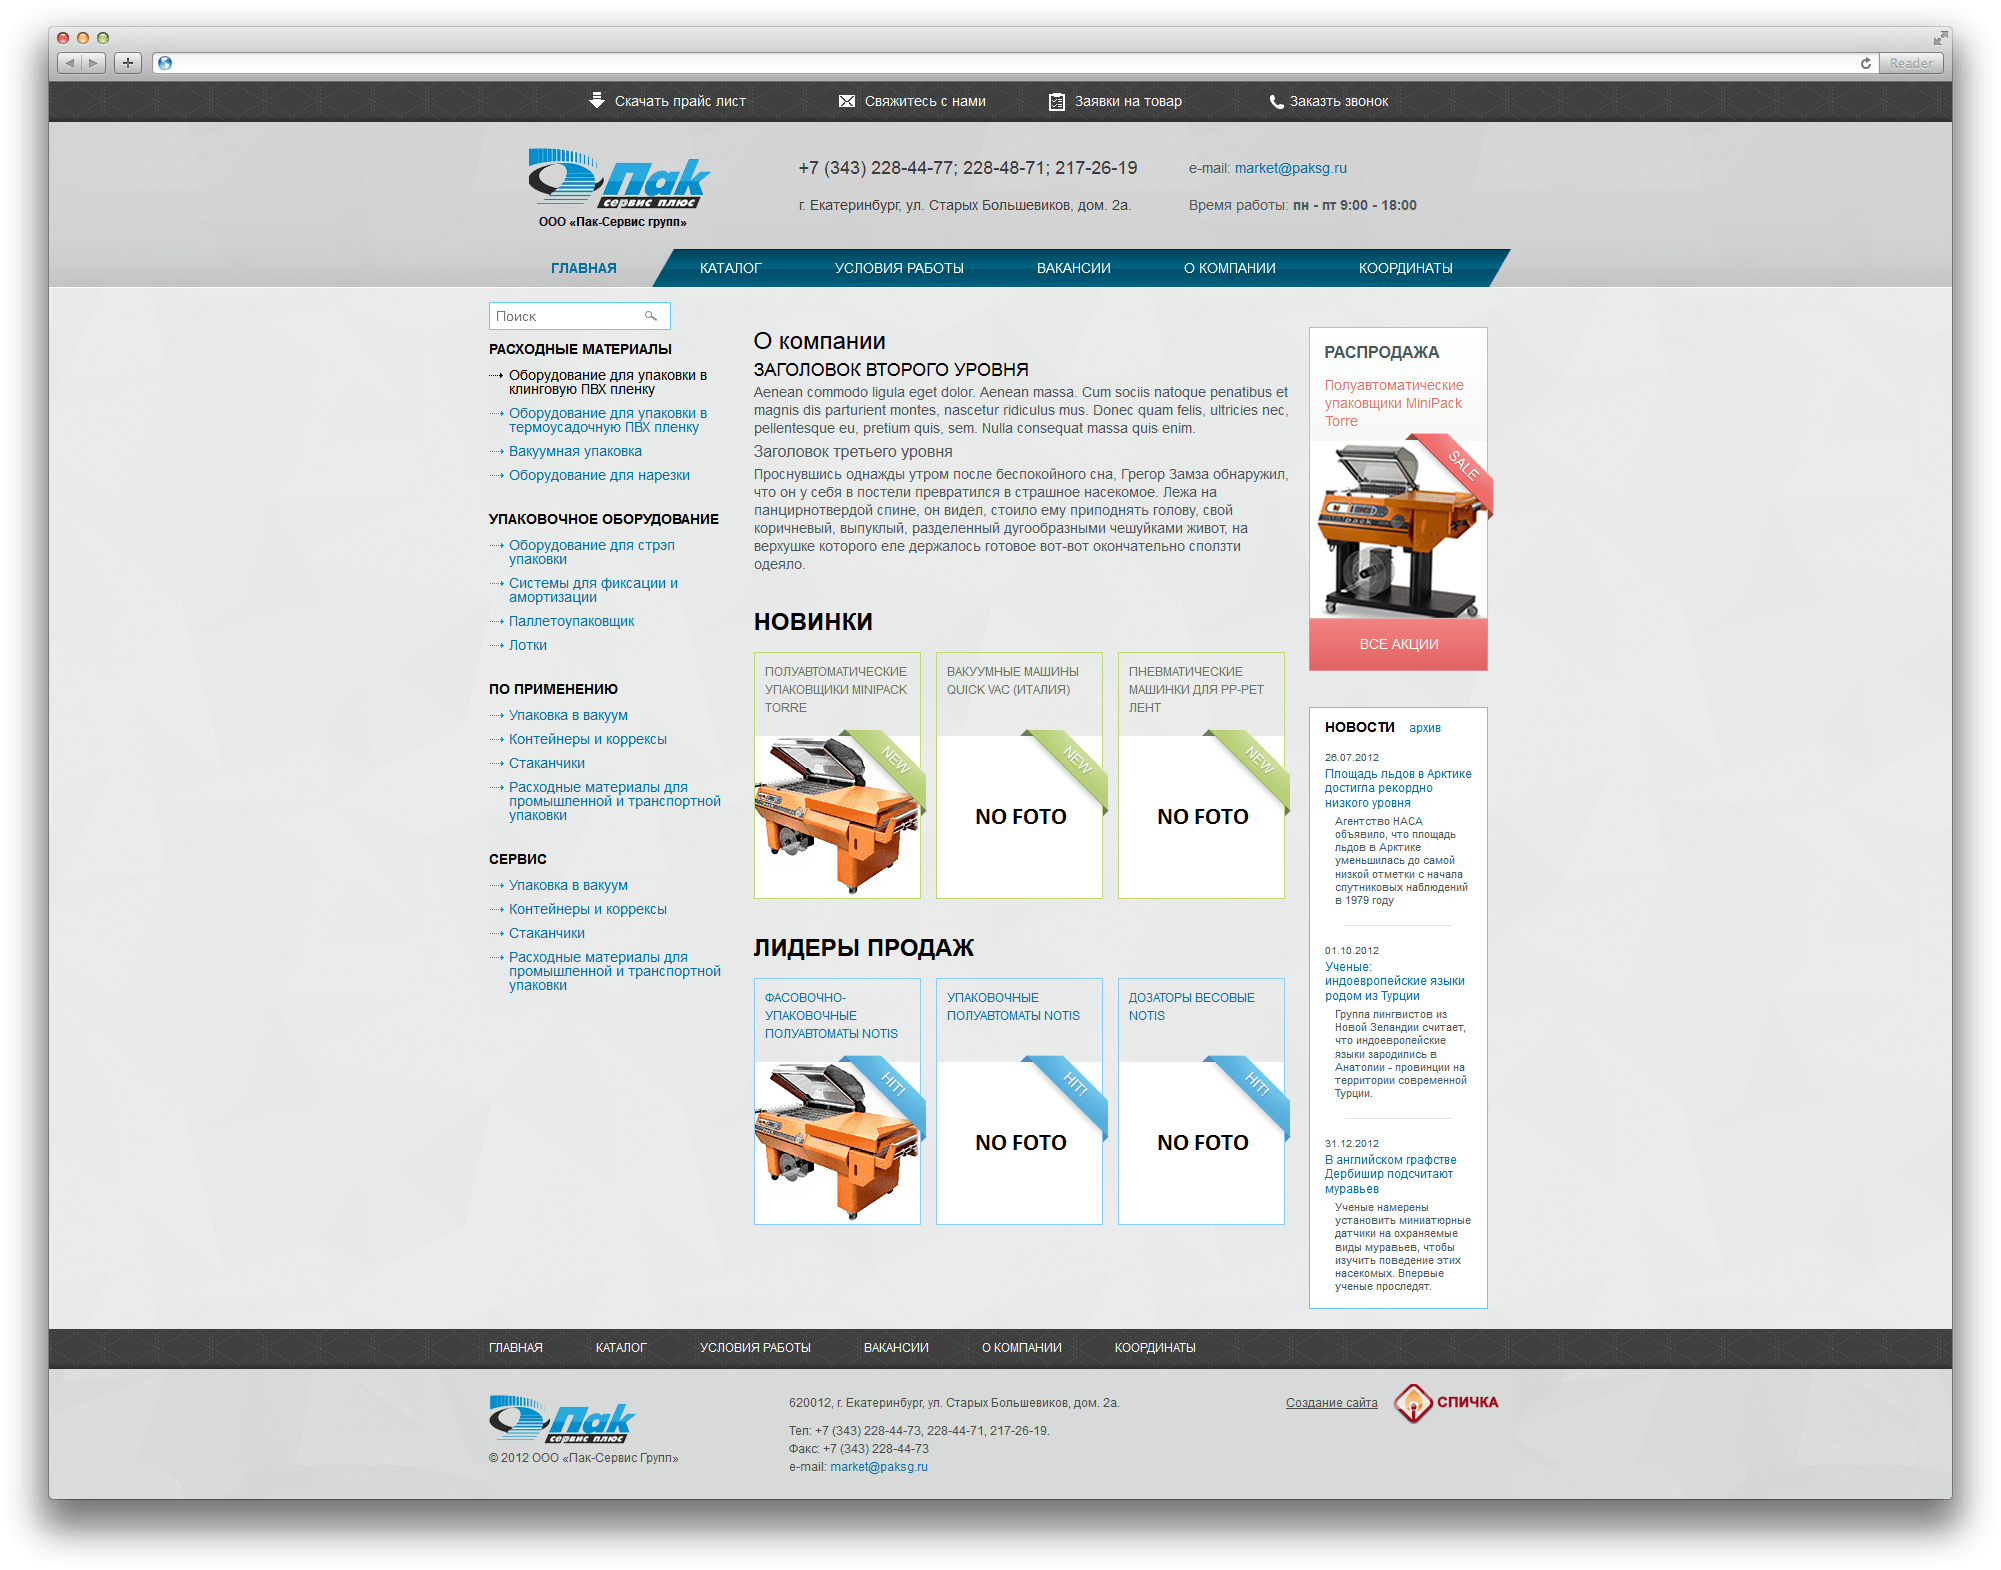 Reader
Скачать прайс лист
Свяжитесь с нами
Заявки на товар
Заказть звонок
Пак
сервис плюс
ООО «Пак-Сервис групп»
+7 (343) 228-44-77; 228-48-71; 217-26-19
e-mail: market@paksg.ru
г. Екатеринбург, ул. Старых Большевиков, дом. 2а.
Время работы: пн - пт 9:00 - 18:00
ГЛАВНАЯ
КАТАЛОГ
УСЛОВИЯ РАБОТЫ
ВАКАНСИИ
О КОМПАНИИ
КООРДИНАТЫ
Поиск
РАСХОДНЫЕ МАТЕРИАЛЫ
Оборудование для упаковки в
клинговую ПВХ пленку
Оборудование для упаковки в
термоусадочную ПВХ пленку
Вакуумная упаковка
Оборудование для нарезки
УПАКОВОЧНОЕ ОБОРУДОВАНИЕ
Оборудование для стрэп
упаковки
Системы для фиксации и
амортизации
Паллетоупаковщик
Лотки
ПО ПРИМЕНЕНИЮ
Упаковка в вакуум
Контейнеры и коррексы
Стаканчики
Расходные материалы для
промышленной и транспортной
упаковки
СЕРВИС
Упаковка в вакуум
Контейнеры и коррексы
Стаканчики
Расходные материалы для
промышленной и транспортной
упаковки
О компании
ЗАГОЛОВОК ВТОРОГО УРОВНЯ
Aenean commodo ligula eget dolor. Aenean massa. Cum sociis natoque penatibus et
magnis dis parturient montes, nascetur ridiculus mus. Donec quam felis, ultricies nec,
pellentesque eu, pretium quis, sem. Nulla consequat massa quis enim.
Заголовок третьего уровня
Проснувшись однажды утром после беспокойного сна, Грегор Замза обнаружил,
что он у себя в постели превратился в страшное насекомое. Лежа на
панцирнотвердой спине, он видел, стоило ему приподнять голову, свой
коричневый, выпуклый, разделенный дугообразными чешуйками живот, на
верхушке которого еле держалось готовое вот-вот окончательно сползти
одеяло.
НОВИНКИ
ПОЛУАВТОМАТИЧЕСКИЕ
УПАКОВЩИКИ MINIPACK
TORRE
NEW
ВАКУУМНЫЕ МАШИНЫ
QUICK VAC (ИТАЛИЯ)
NEW
NO FOTO
ПНЕВМАТИЧЕСКИЕ
МАШИНКИ ДЛЯ PP-PET
ЛЕНТ
NEW
NO FOTO
ЛИДЕРЫ ПРОДАЖ
ФАСОВОЧНО-
УПАКОВОЧНЫЕ
ПОЛУАВТОМАТЫ NOTIS
HIT!
УПАКОВОЧНЫЕ
ПОЛУАВТОМАТЫ NOTIS
HIT!
NO FOTO
ДОЗАТОРЫ ВЕСОВЫЕ
NOTIS
HIT!
NO FOTO
РАСПРОДАЖА
Полуавтоматические
упаковщики MiniPack
Torre
SALE
pack
ВСЕ АКЦИИ
НОВОСТИ архив
26.07.2012
Площадь льдов в Арктике
достигла рекордно
низкого уровня
Агентство НАСА
объявило, что площадь
льдов в Арктике
уменьшилась до самой
низкой отметки с начала
спутниковых наблюдений
в 1979 году
01.10.2012
Ученые:
индоевропейские языки
родом из Турции
Группа лингвистов из
Новой Зеландии считает,
что индоевропейские
языки зародились в
Анатолии - провинции на
территории современной
Турции.
31.12.2012
В английском графстве
Дербишир подсчитают
муравьев
Ученые намерены
установить миниатюрные
датчики на охраняемые
виды муравьев, чтобы
изучить поведение этих
насекомых. Впервые
ученые проследят.
ГЛАВНАЯ
КАТАЛОГ
УСЛОВИЯ РАБОТЫ
ВАКАНСИИ
О КОМПАНИИ
КООРДИНАТЫ
Пак
сервис плюс
© 2012 ООО «Пак-Сервис Групп»
620012, г. Екатеринбург, ул. Старых Большевиков, дом. 2а.
Тел: +7 (343) 228-44-73, 228-44-71, 217-26-19.
Факс: +7 (343) 228-44-73
e-mail: market@paksg.ru
Создание сайта
СПИЧКА